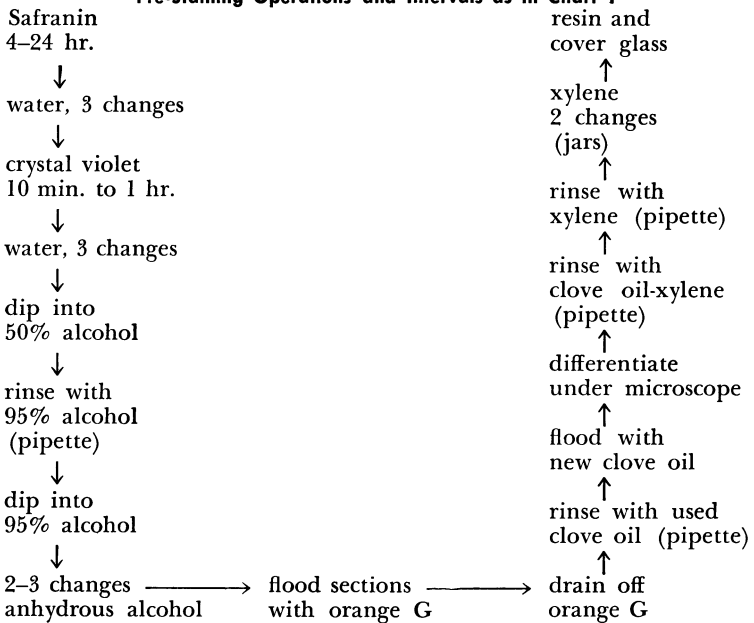 Pre-Staining Operations and Intervals as in Chart
Safranin
4–24 hr.
↓
water, 3 changes
↓
crystal violet
10 min. to 1 hr.
↓
water, 3 changes
↓
dip into
50% alcohol
↓
rinse with
95% alcohol
(pipette)
↓
dip into
95% alcohol
↓
2–3 changes
anhydrous alcohol
→
flood sections
with orange G
→
drain off
orange G
↑
rinse with used
clove oil (pipette)
↑
flood with
new clove oil
↑
differentiate
under microscope
↑
rinse with
clove oil-xylene
(pipette)
↑
rinse with
xylene (pipette)
↑
xylene
2 changes
(jars)
↑
resin and
cover glass